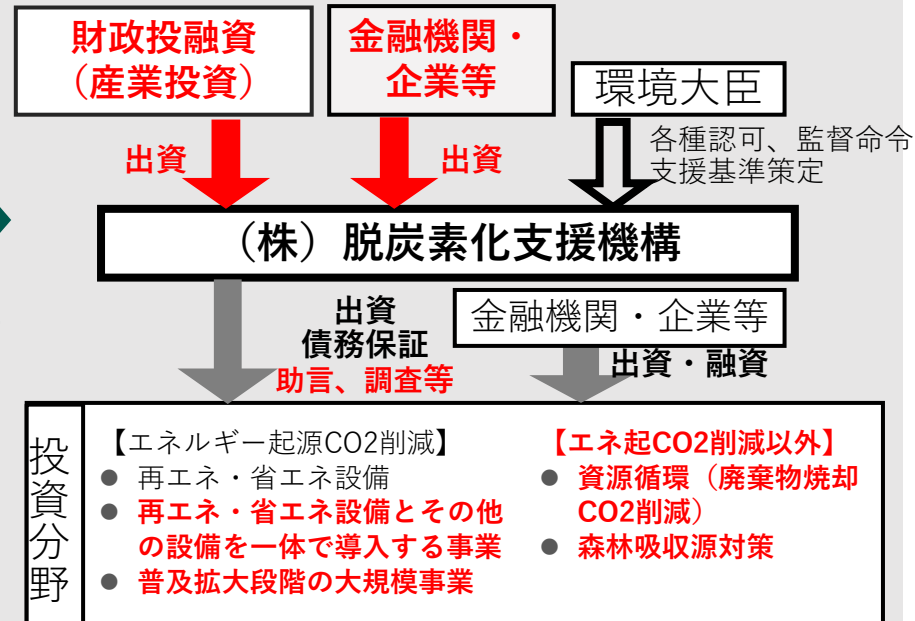 財政投融資
（産業投資）
金融機関・
企業等
環境大臣
出資
出資
各種認可、監督命令
支援基準策定
（株）脱炭素化支援機構
出資
債務保証
助言、調査等
金融機関・企業等
出資・融資
投資分野
【エネルギー起源CO2削減】
● 再エネ・省エネ設備
● 再エネ・省エネ設備とその他
の設備を一体で導入する事業
● 普及拡大段階の大規模事業
【エネ起CO2削減以外】
● 資源循環（廃棄物焼却
CO2削減）
● 森林吸収源対策